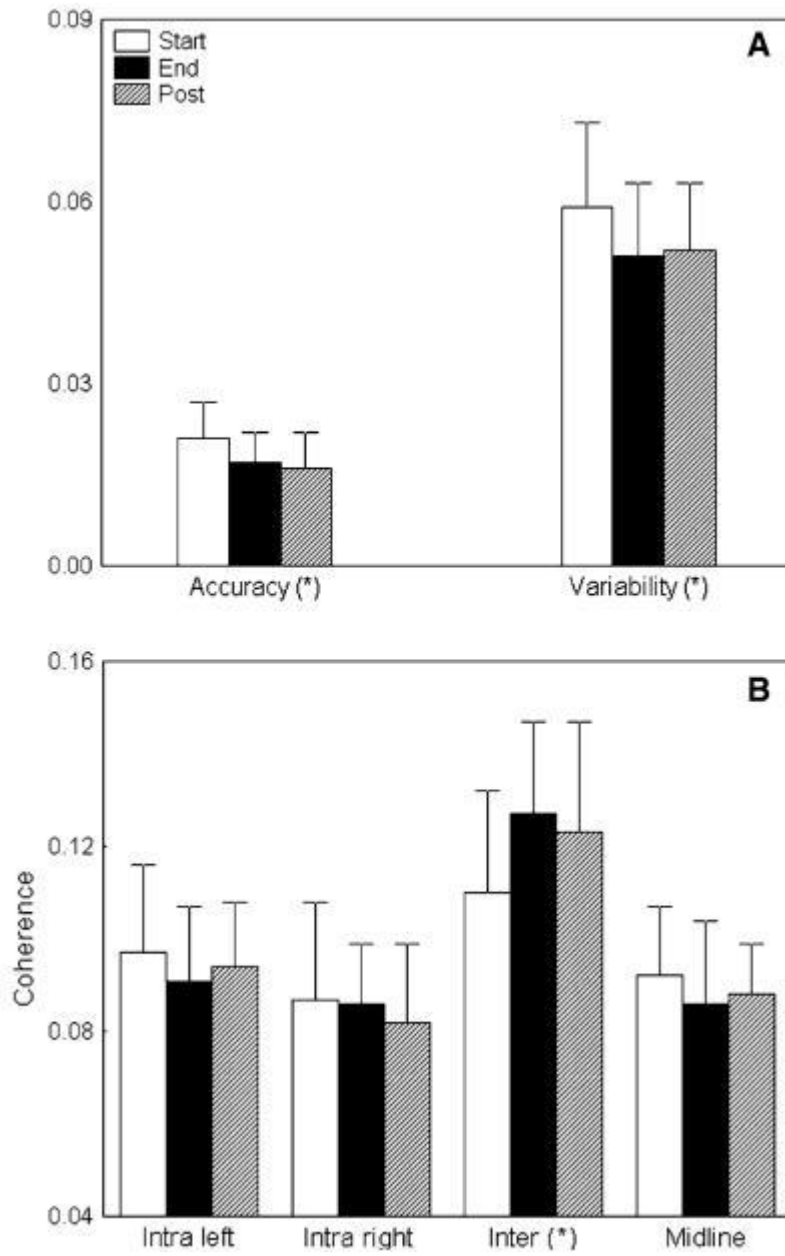 0.09
A
Start
End
Post
0.06
0.03
0.00
Accuracy (*)
Variability (*)
0.16
B
0.12
Coherence
0.08
0.04
Intra left
Intra right
Inter (*)
Midline